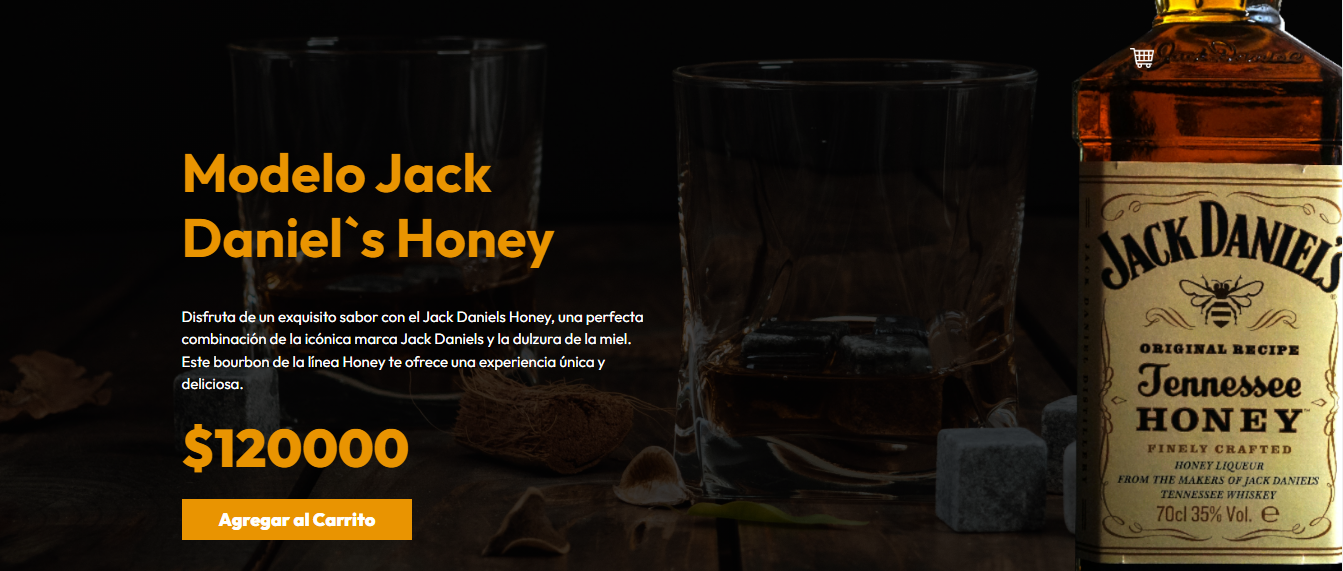 Modelo Jack
Daniel`s Honey
Disfruta de un exquisito sabor con el Jack Daniels Honey, una perfecta
combinación de la icónica marca Jack Daniels y la dulzura de la miel.
Este bourbon de la línea Honey te ofrece una experiencia única y
deliciosa.
$120000
Agregar al Carrito
Jack Daniels
JACK DANIEL'S
ORIGINAL RECIPE
Tennessee
HONEY
FINELY CRAFTED
HONEY LIQUEUR
FROM THE MAKERS OF JACK DANIEL'S
TENNESSEE WHISKEY
70cl 35% Vol. e